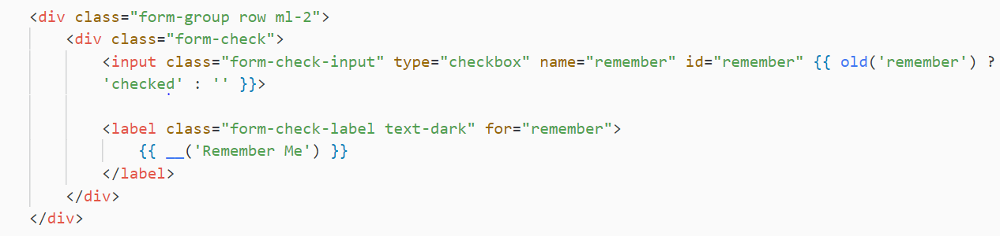 <div class="form-group row ml-2">
<div class="form-check">
<input class="form-check-input" type="checkbox" name="remember" id="remember" {{ old('remember') ?
'checked' : '' }}>
<label class="form-check-label text-dark" for="remember">
{{ __('Remember Me') }}
</label>
</div>
</div>